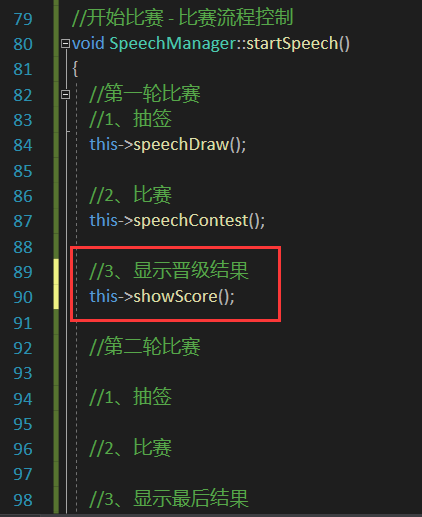 79 //开始比赛 - 比赛流程控制
80 void SpeechManager::startSpeech()
81 {
82 //第一轮比赛
83 //1、抽签
84 this->speechDraw();
85
86 //2、比赛
87 this->speechContest();
88
89 //3、显示晋级结果
90 this->showScore();
91
92 //第二轮比赛
93
94 //1、抽签
95
96 //2、比赛
97
98 //3、显示最后结果